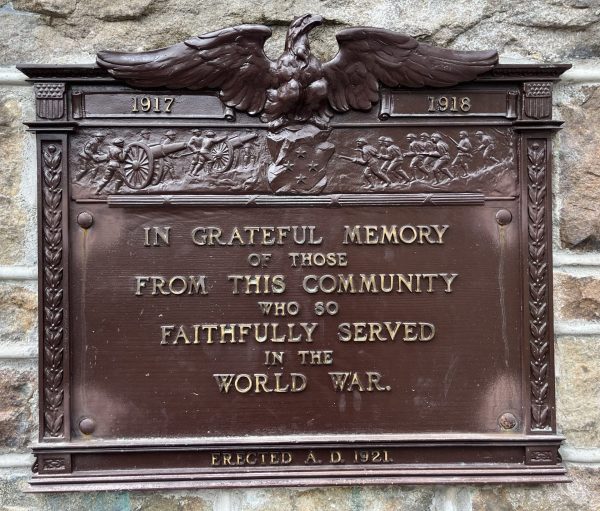 1917 1918
IN GRATEFUL MEMORY
OF THOSE
FROM THIS COMMUNITY
WHO SO
FAITHFULLY SERVED
IN THE
WORLD WAR.
ERECTED A. D. 1921.